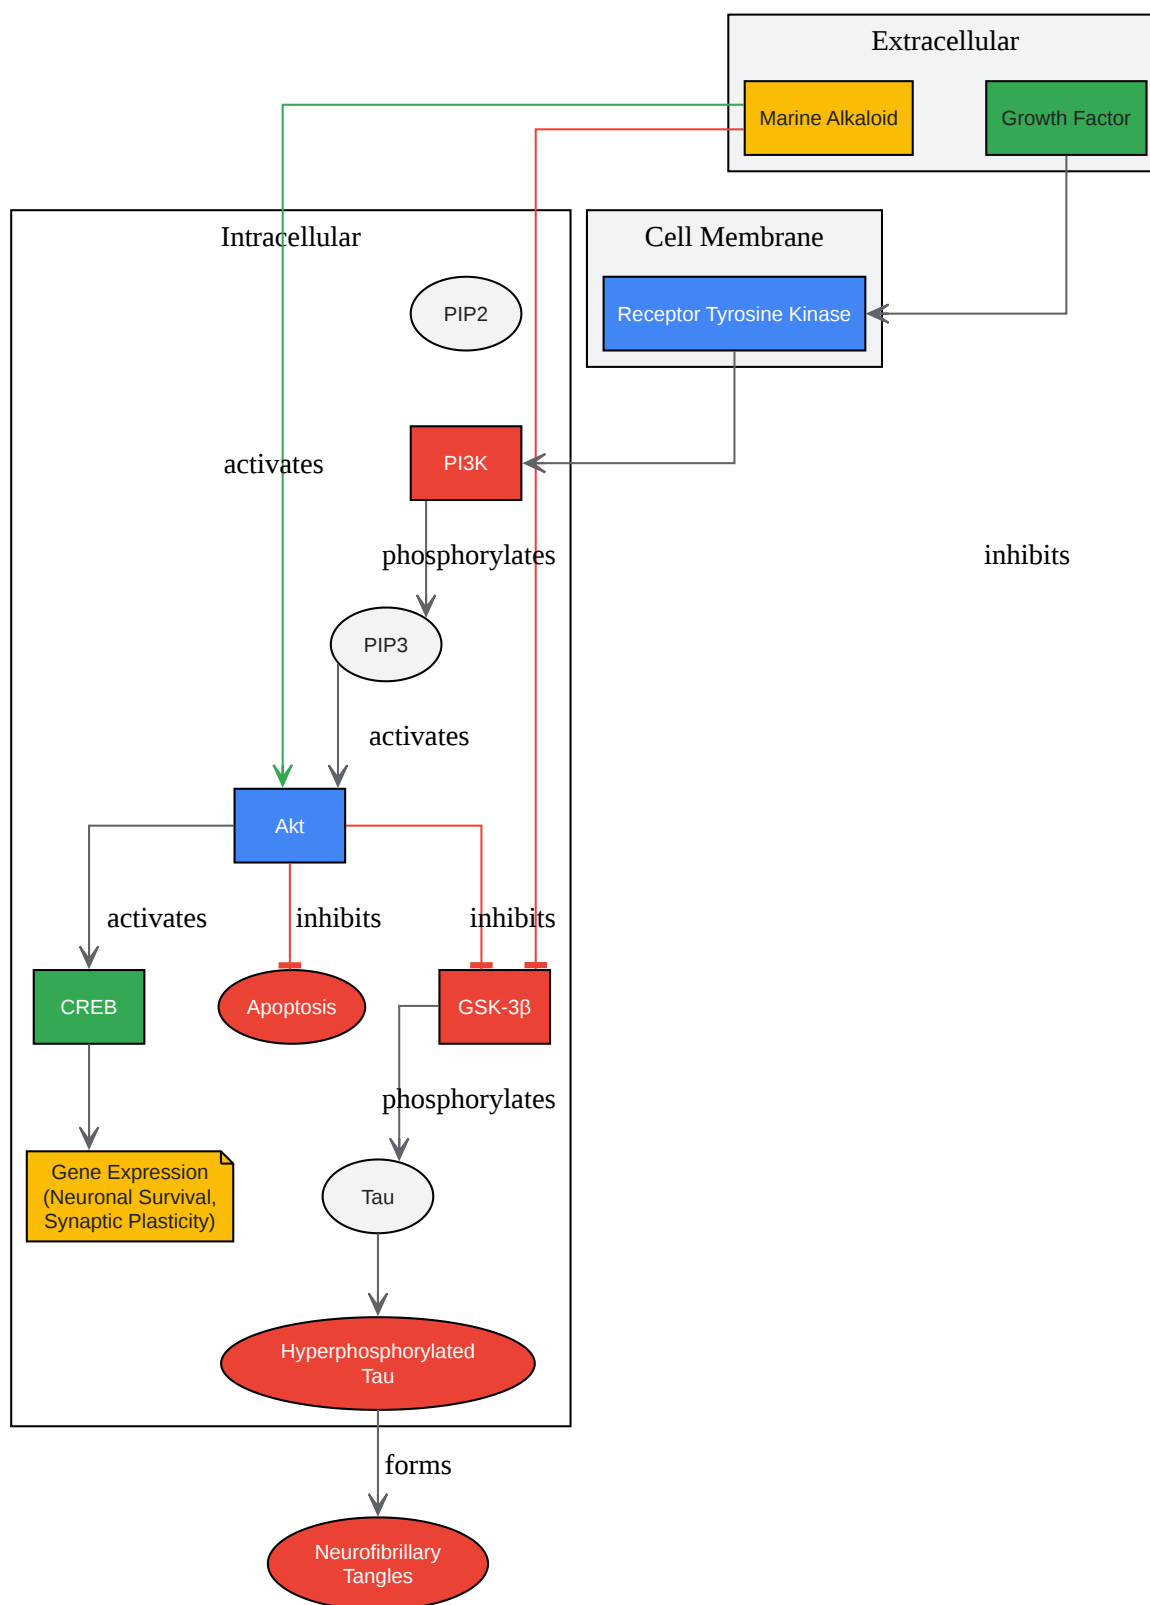 Extracellular
Marine Alkaloid
Growth Factor
Intracellular
Cell Membrane
PIP2
Receptor Tyrosine Kinase
activates
PI3K
phosphorylates
inhibits
PIP3
activates
Akt
activates
inhibits
inhibits
CREB
Apoptosis
GSK-3β
phosphorylates
Gene Expression
(Neuronal Survival,
Synaptic Plasticity)
Tau
Hyperphosphorylated
Tau
forms
Neurofibrillary
Tangles